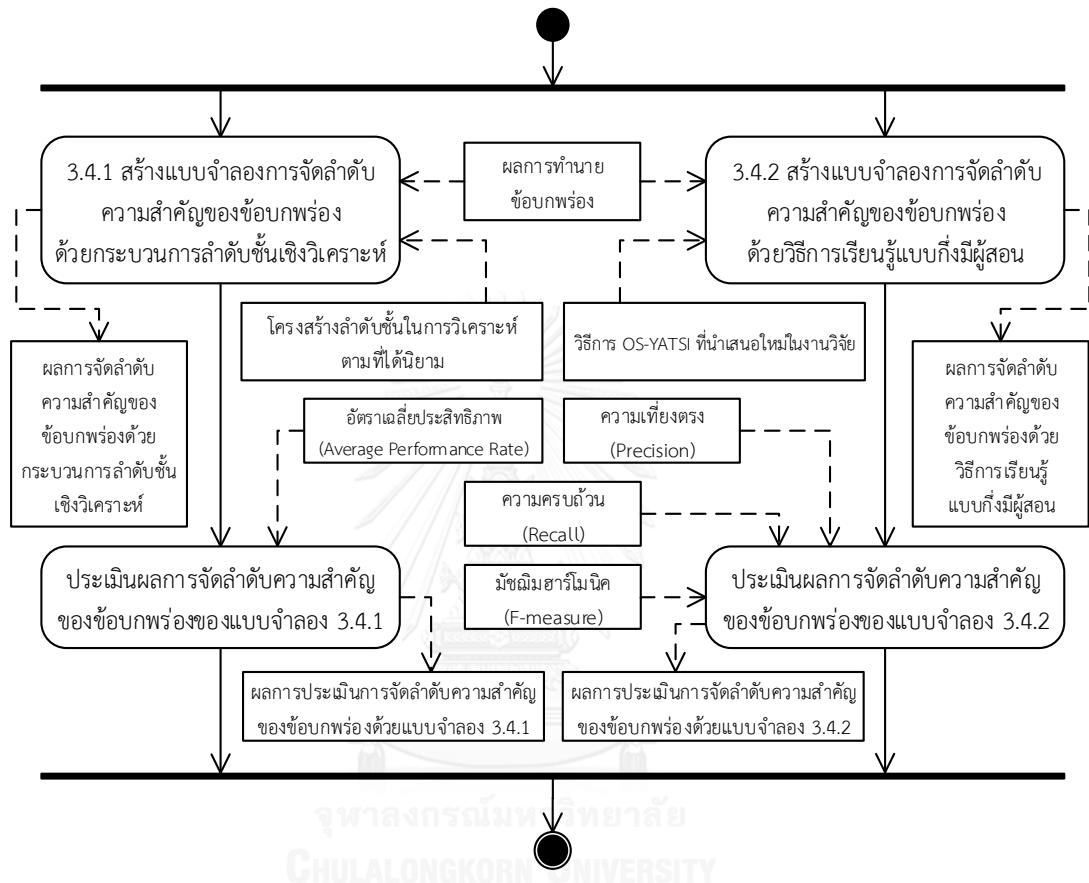 3.4.1 สร้างแบบจำลองการจัดลำดับ
ความสำคัญของข้อบกพร่อง
ด้วยกระบวนการลำดับชั้นเชิงวิเคราะห์
ผลการทำนาย
ข้อบกพร่อง
3.4.2 สร้างแบบจำลองการจัดลำดับ
ความสำคัญของข้อบกพร่อง
ด้วยวิธีการเรียนรู้แบบกึ่งมีผู้สอน
โครงสร้างลำดับชั้นในการวิเคราะห์
ตามที่ได้นิยาม
วิธีการ OS-YATSI ที่นำเสนอใหม่ในงานวิจัย
ผลการจัดลำดับ
ความสำคัญของ
ข้อบกพร่องด้วย
กระบวนการลำดับชั้น
เชิงวิเคราะห์
ผลการจัดลำดับ
ความสำคัญของ
ข้อบกพร่องด้วย
วิธีการเรียนรู้
แบบกึ่งมีผู้สอน
อัตราเฉลี่ยประสิทธิภาพ
(Average Performance Rate)
ความเที่ยงตรง
(Precision)
ความครบถ้วน
(Recall)
มัชฌิมฮาร์โมนิค
(F-measure)
ประเมินผลการจัดลำดับความสำคัญ
ของข้อบกพร่องของแบบจำลอง 3.4.1
ประเมินผลการจัดลำดับความสำคัญ
ของข้อบกพร่องของแบบจำลอง 3.4.2
ผลการประเมินการจัดลำดับความสำคัญ
ของข้อบกพร่องด้วยแบบจำลอง 3.4.1
ผลการประเมินการจัดลำดับความสำคัญ
ของข้อบกพร่องด้วยแบบจำลอง 3.4.2
จุฬาลงกรณ์มหาวิทยาลัย
CHULALONGKORN UNIVERSITY